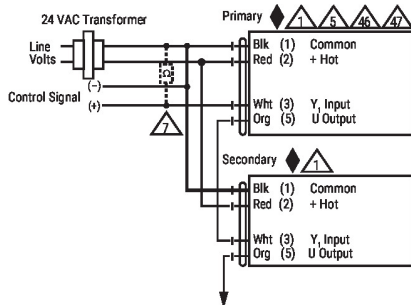 24 VAC Transformer
Primary 1 5 46 47
Line Volts
Blk (1) Common
Red (2) + Hot
Ω
(−)
Control Signal
(+)
Wht (3) Y₁ Input
Org (5) U Output
7
Secondary 1
Blk (1) Common
Red (2) + Hot
Wht (3) Y₁ Input
Org (5) U Output